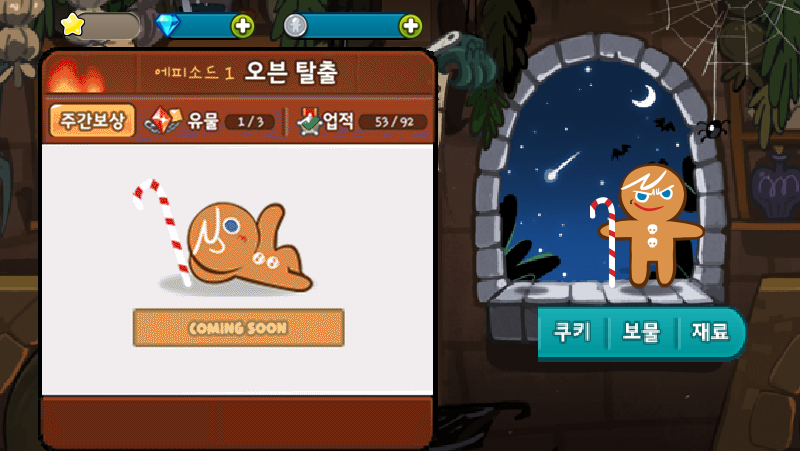 에피소드 1 오븐 탈출
주간보상 유물 1/3 업적 53/92
COMING SOON
쿠키 보물 재료